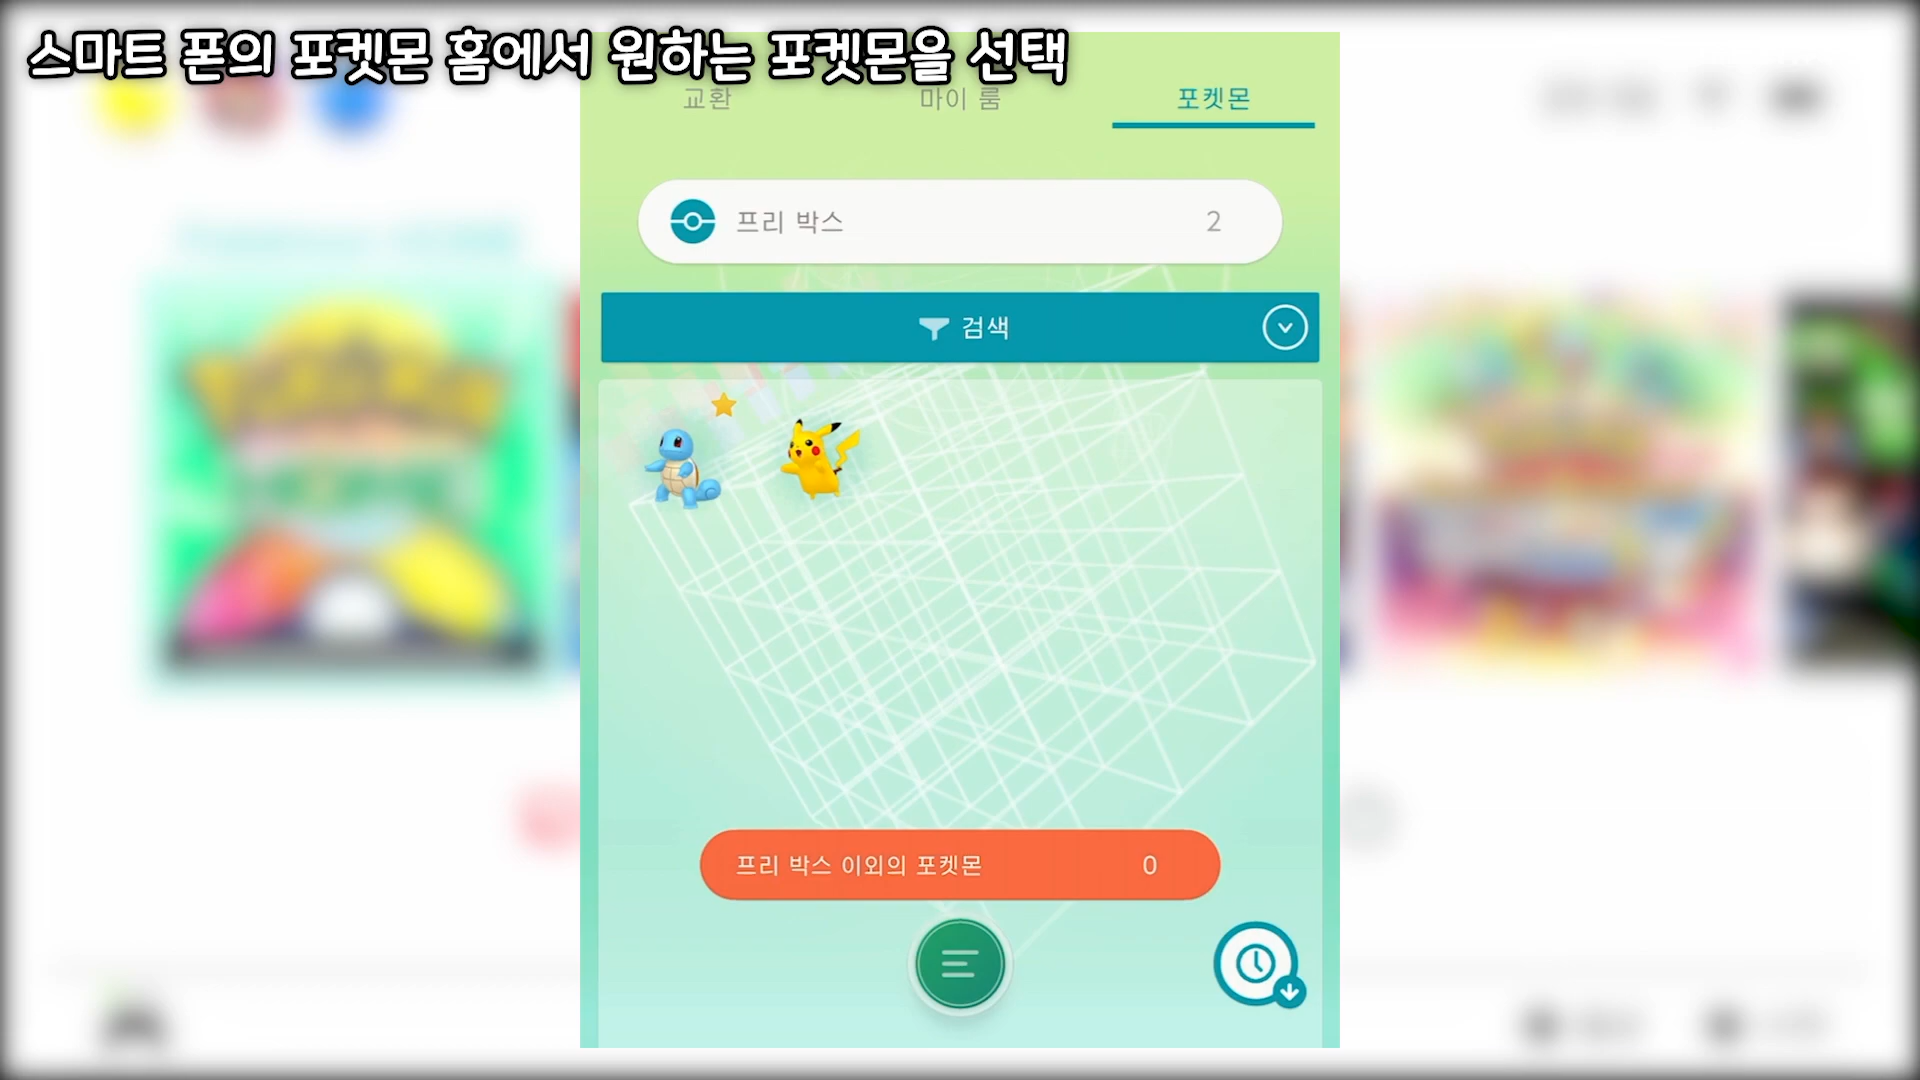 스마트 폰의 포켓몬 홈에서 원하는 포켓몬을 선택
교환 마이 룸 포켓몬
프리 박스 2
검색
프리 박스 이외의 포켓몬 0